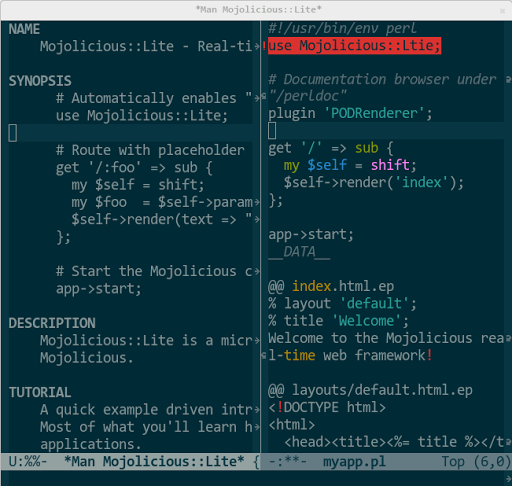 *Man Mojolicious::Lite*
NAME
Mojolicious::Lite - Real-ti
SYNOPSIS
# Automatically enables "
use Mojolicious::Lite;
# Route with placeholder
get '/:foo' => sub {
my $self = shift;
my $foo  = $self->param
$self->render(text => "
};
# Start the Mojolicious c
app->start;
DESCRIPTION
Mojolicious::Lite is a micr
Mojolicious.
TUTORIAL
A quick example driven intr
Most of what you'll learn h
applications.
U:%%-  *Man Mojolicious::Lite* {
#!/usr/bin/env perl
!use Mojolicious::Ltie;
# Documentation browser under
"/perldoc"
plugin 'PODRenderer';
get '/' => sub {
my $self = shift;
$self->render('index');
};
app->start;
__DATA__
@@ index.html.ep
% layout 'default';
% title 'Welcome';
Welcome to the Mojolicious rea
l-time web framework!
@@ layouts/default.html.ep
<!DOCTYPE html>
<html>
<head><title><%= title %></t
-:**-  myapp.pl       Top (6,0)